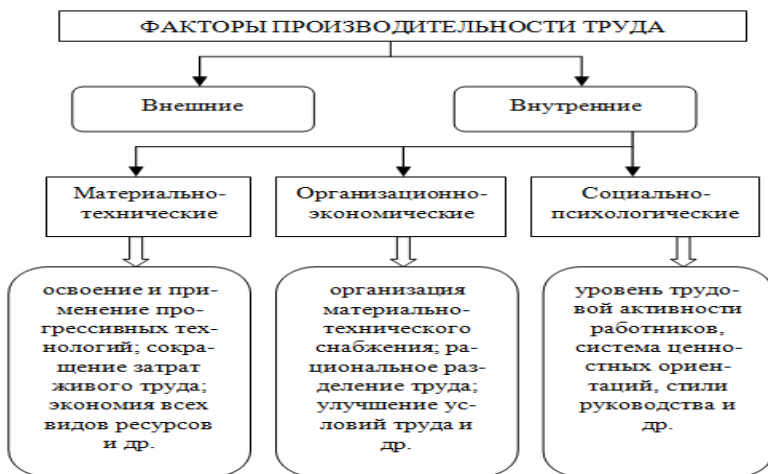 ФАКТОРЫ ПРОИЗВОДИТЕЛЬНОСТИ ТРУДА
Внешние
Внутренние
Материально-
технические
Организационно-
экономические
Социально-
психологические
освоение и при-
менение про-
грессивных тех-
нологий; сокра-
щение затрат
живого труда;
экономия всех
видов ресурсов
и др.
организация
материально-
технического
снабжения; ра-
циональное раз-
деление труда;
улучшение ус-
ловий труда и
др.
уровень трудо-
вой активности
работников,
система ценно-
стных ориен-
таций, стили
руководства и
др.